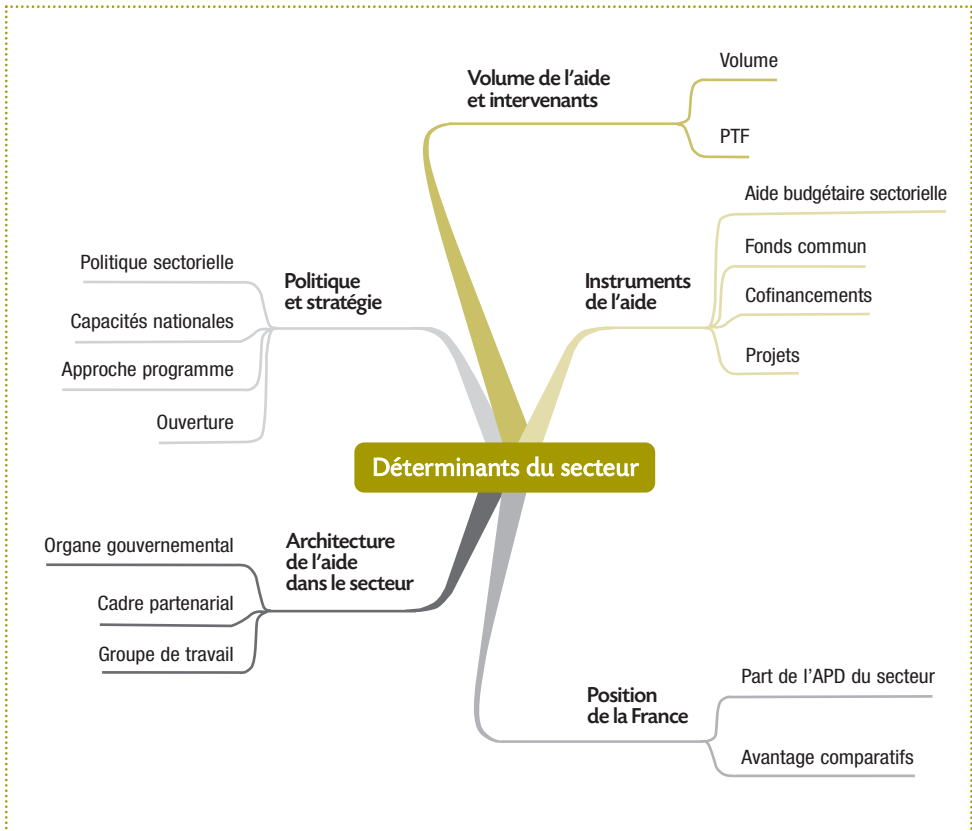 Volume de l'aide
et intervenants
Volume
PTF
Instruments
de l'aide
Aide budgétaire sectorielle
Fonds commun
Cofinancements
Projets
Politique
et stratégie
Politique sectorielle
Capacités nationales
Approche programme
Ouverture
Déterminants du secteur
Architecture
de l'aide
dans le secteur
Organe gouvernemental
Cadre partenarial
Groupe de travail
Position
de la France
Part de l'APD du secteur
Avantage comparatifs